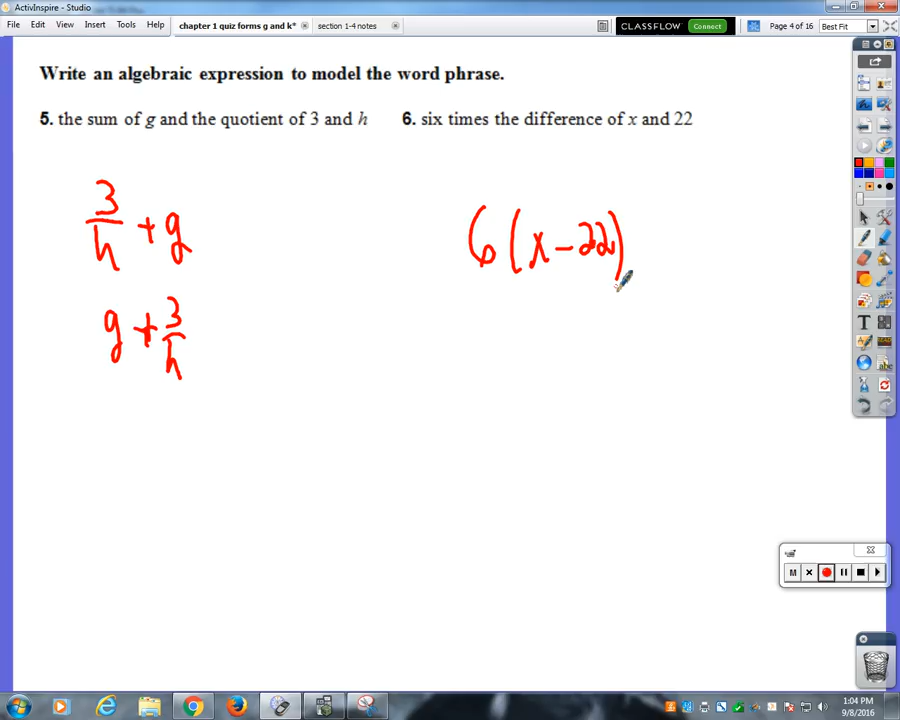 ActivInspire - Studio
File Edit View Insert Tools Help
chapter 1 quiz forms g and k*
section 1-4 notes
CLASSFLOW Connect
Page 4 of 16
Best Fit
Write an algebraic expression to model the word phrase.
5. the sum of g and the quotient of 3 and h
6. six times the difference of x and 22
3/h + g
g + 3/h
6(x-22)
M
1:04 PM
9/8/2016